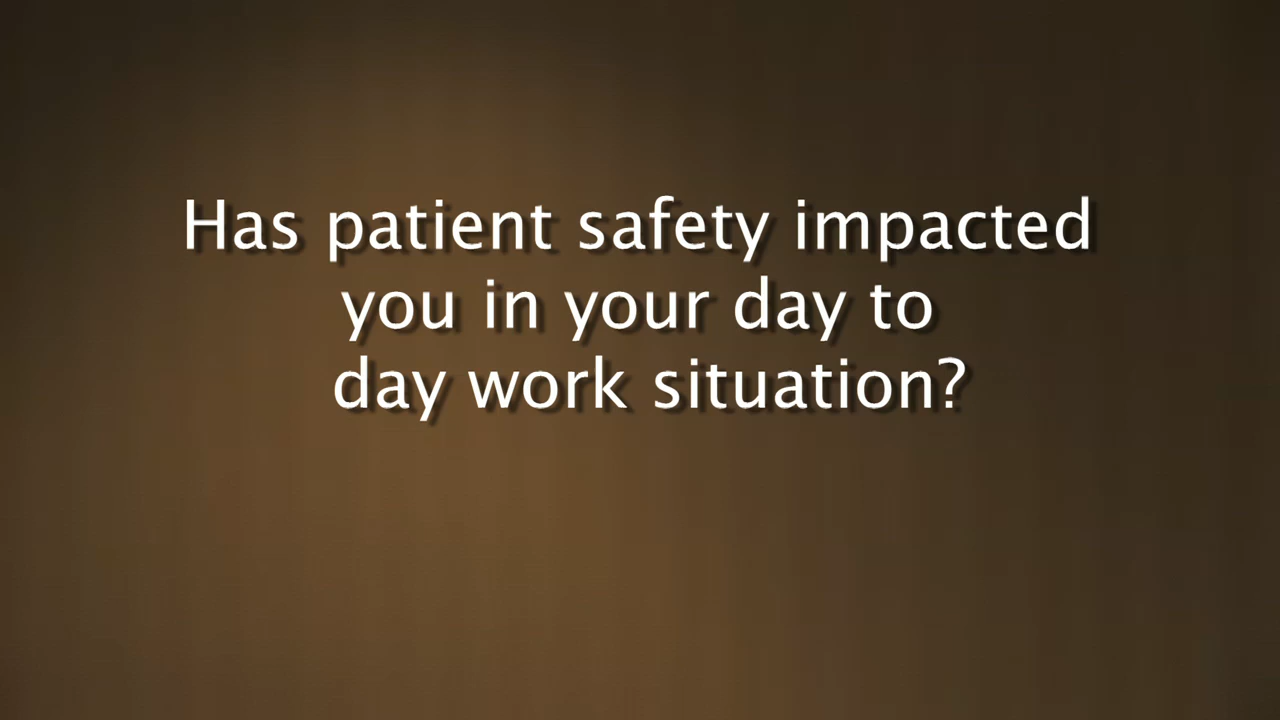 Has patient safety impacted
you in your day to
day work situation?